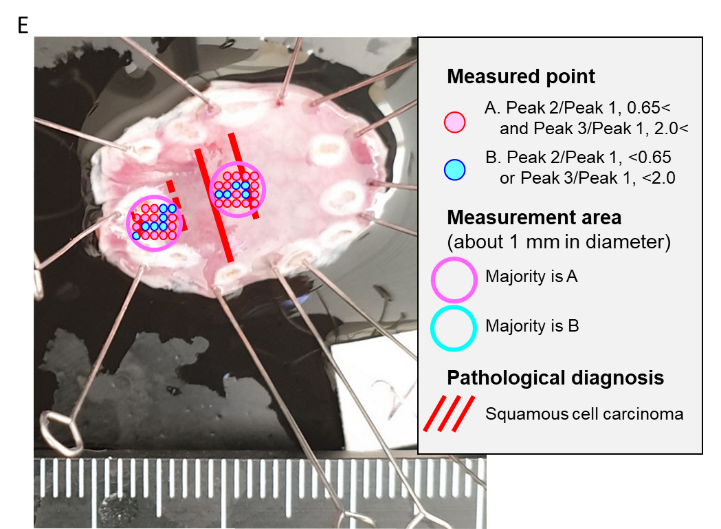 E
Measured point
A. Peak 2/Peak 1, 0.65<
and Peak 3/Peak 1, 2.0<
B. Peak 2/Peak 1, <0.65
or Peak 3/Peak 1, <2.0
Measurement area
(about 1 mm in diameter)
Majority is A
Majority is B
Pathological diagnosis
Squamous cell carcinoma